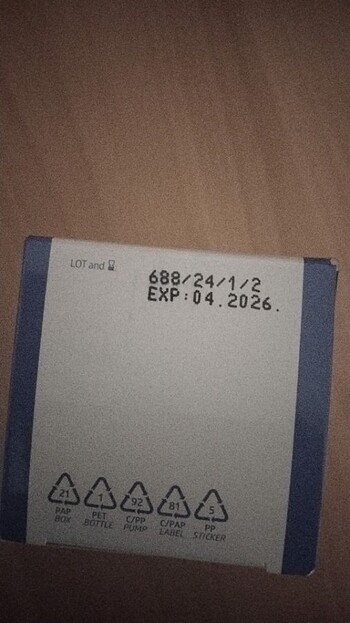 LOT and
688/24/1/2
EXP:04.2026.
21 1 92 81 5
PAP PET C/PP C/PAP PP
BOX BOTTLE PUMP LABEL STICKER